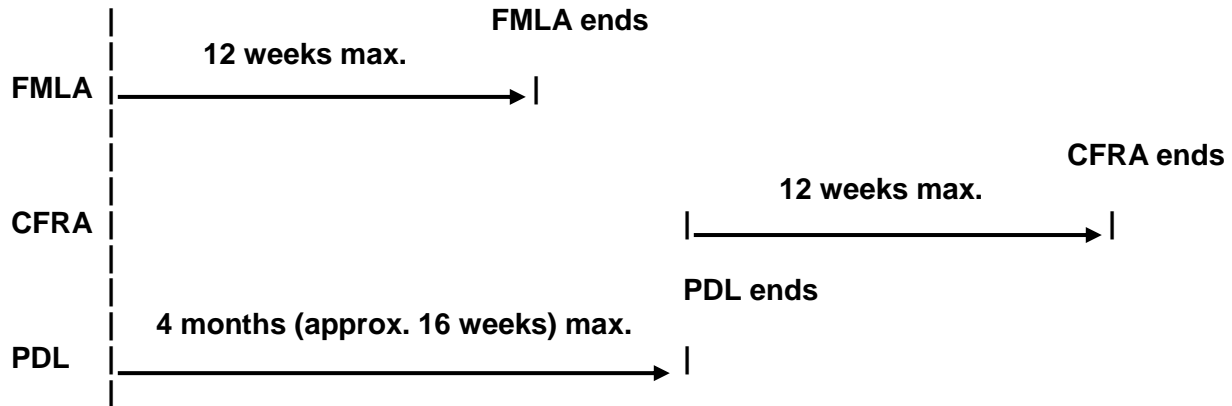 FMLA ends
12 weeks max.
FMLA
CFRA ends
12 weeks max.
CFRA
PDL ends
4 months (approx. 16 weeks) max.
PDL